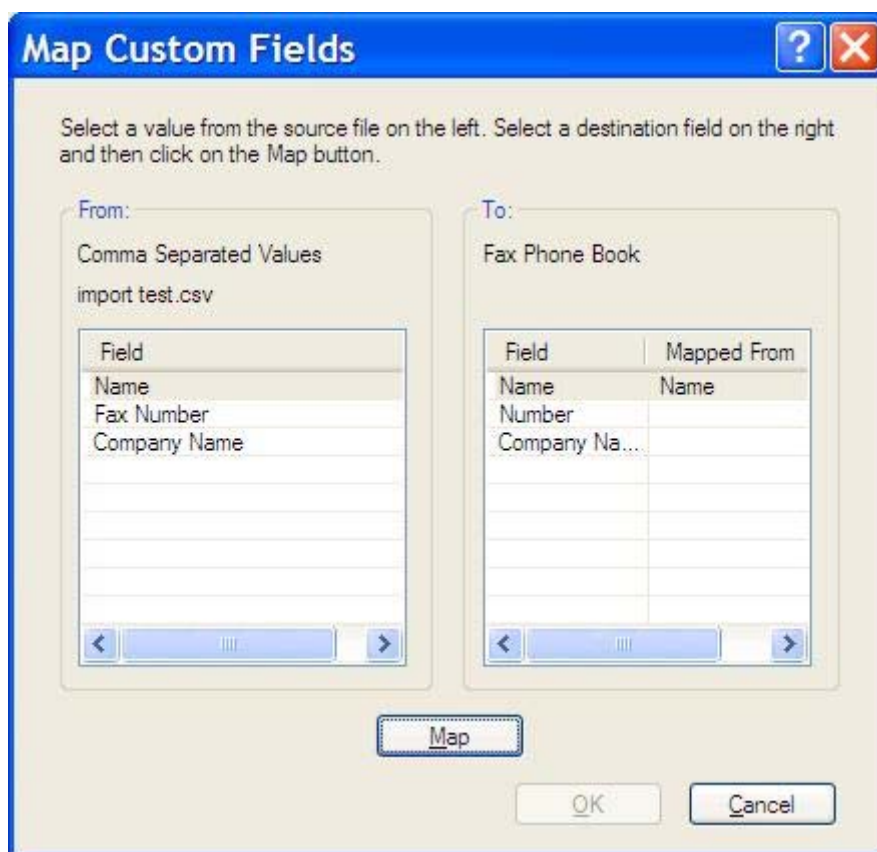 Map Custom Fields
Select a value from the source file on the left. Select a destination field on the right
and then click on the Map button.
From:
Comma Separated Values
import test.csv
Field
Name
Fax Number
Company Name
To:
Fax Phone Book
Field Mapped From
Name Name
Number
Company Na...
Map
OK Cancel